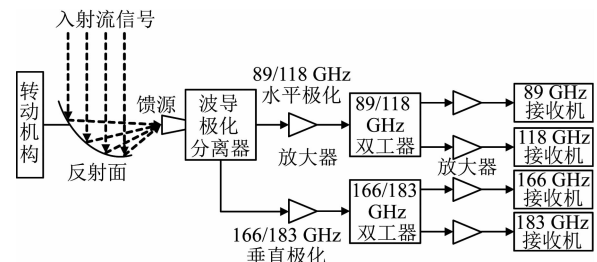 入射流信号
转动机构
反射面
馈源
波导
极化
分离器
89/118 GHz
水平极化
放大器
89/118
GHz
双工器
放大器
89 GHz
接收机
118 GHz
接收机
166 GHz
接收机
183 GHz
接收机
166/183
GHz
双工器
166/183 GHz
垂直极化